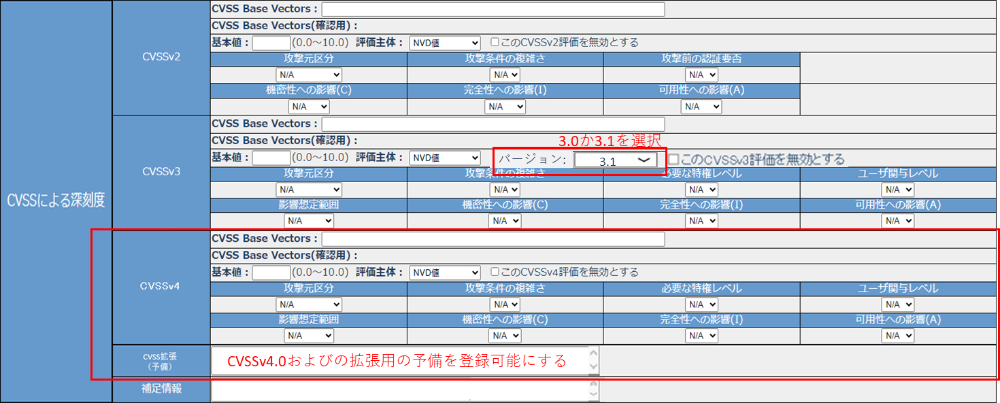 CVSSによる深刻度
CVSSv2
CVSS Base Vectors :
CVSS Base Vectors(確認用) :
基本値 : (0.0～10.0) 評価主体 : NVD値 このCVSSv2評価を無効とする
攻撃元区分 攻撃条件の複雑さ 攻撃前の認証要否
N/A N/A N/A
機密性への影響(C) 完全性への影響(I) 可用性への影響(A)
N/A N/A N/A
CVSSv3
CVSS Base Vectors :
CVSS Base Vectors(確認用) :
3.0か3.1を選択
基本値 : (0.0～10.0) 評価主体 : NVD値 バージョン: 3.1 このCVSSv3評価を無効とする
攻撃元区分 攻撃条件の複雑さ 必要な特権レベル ユーザ関与レベル
N/A N/A N/A N/A
影響想定範囲 機密性への影響(C) 完全性への影響(I) 可用性への影響(A)
N/A N/A N/A N/A
CVSSv4
CVSS Base Vectors :
CVSS Base Vectors(確認用) :
基本値 : (0.0～10.0) 評価主体 : NVD値 このCVSSv4評価を無効とする
攻撃元区分 攻撃条件の複雑さ 必要な特権レベル ユーザ関与レベル
N/A N/A N/A N/A
影響想定範囲 機密性への影響(C) 完全性への影響(I) 可用性への影響(A)
N/A N/A N/A N/A
CVSS拡張
（予備）
CVSSv4.0およびの拡張用の予備を登録可能にする
補足情報